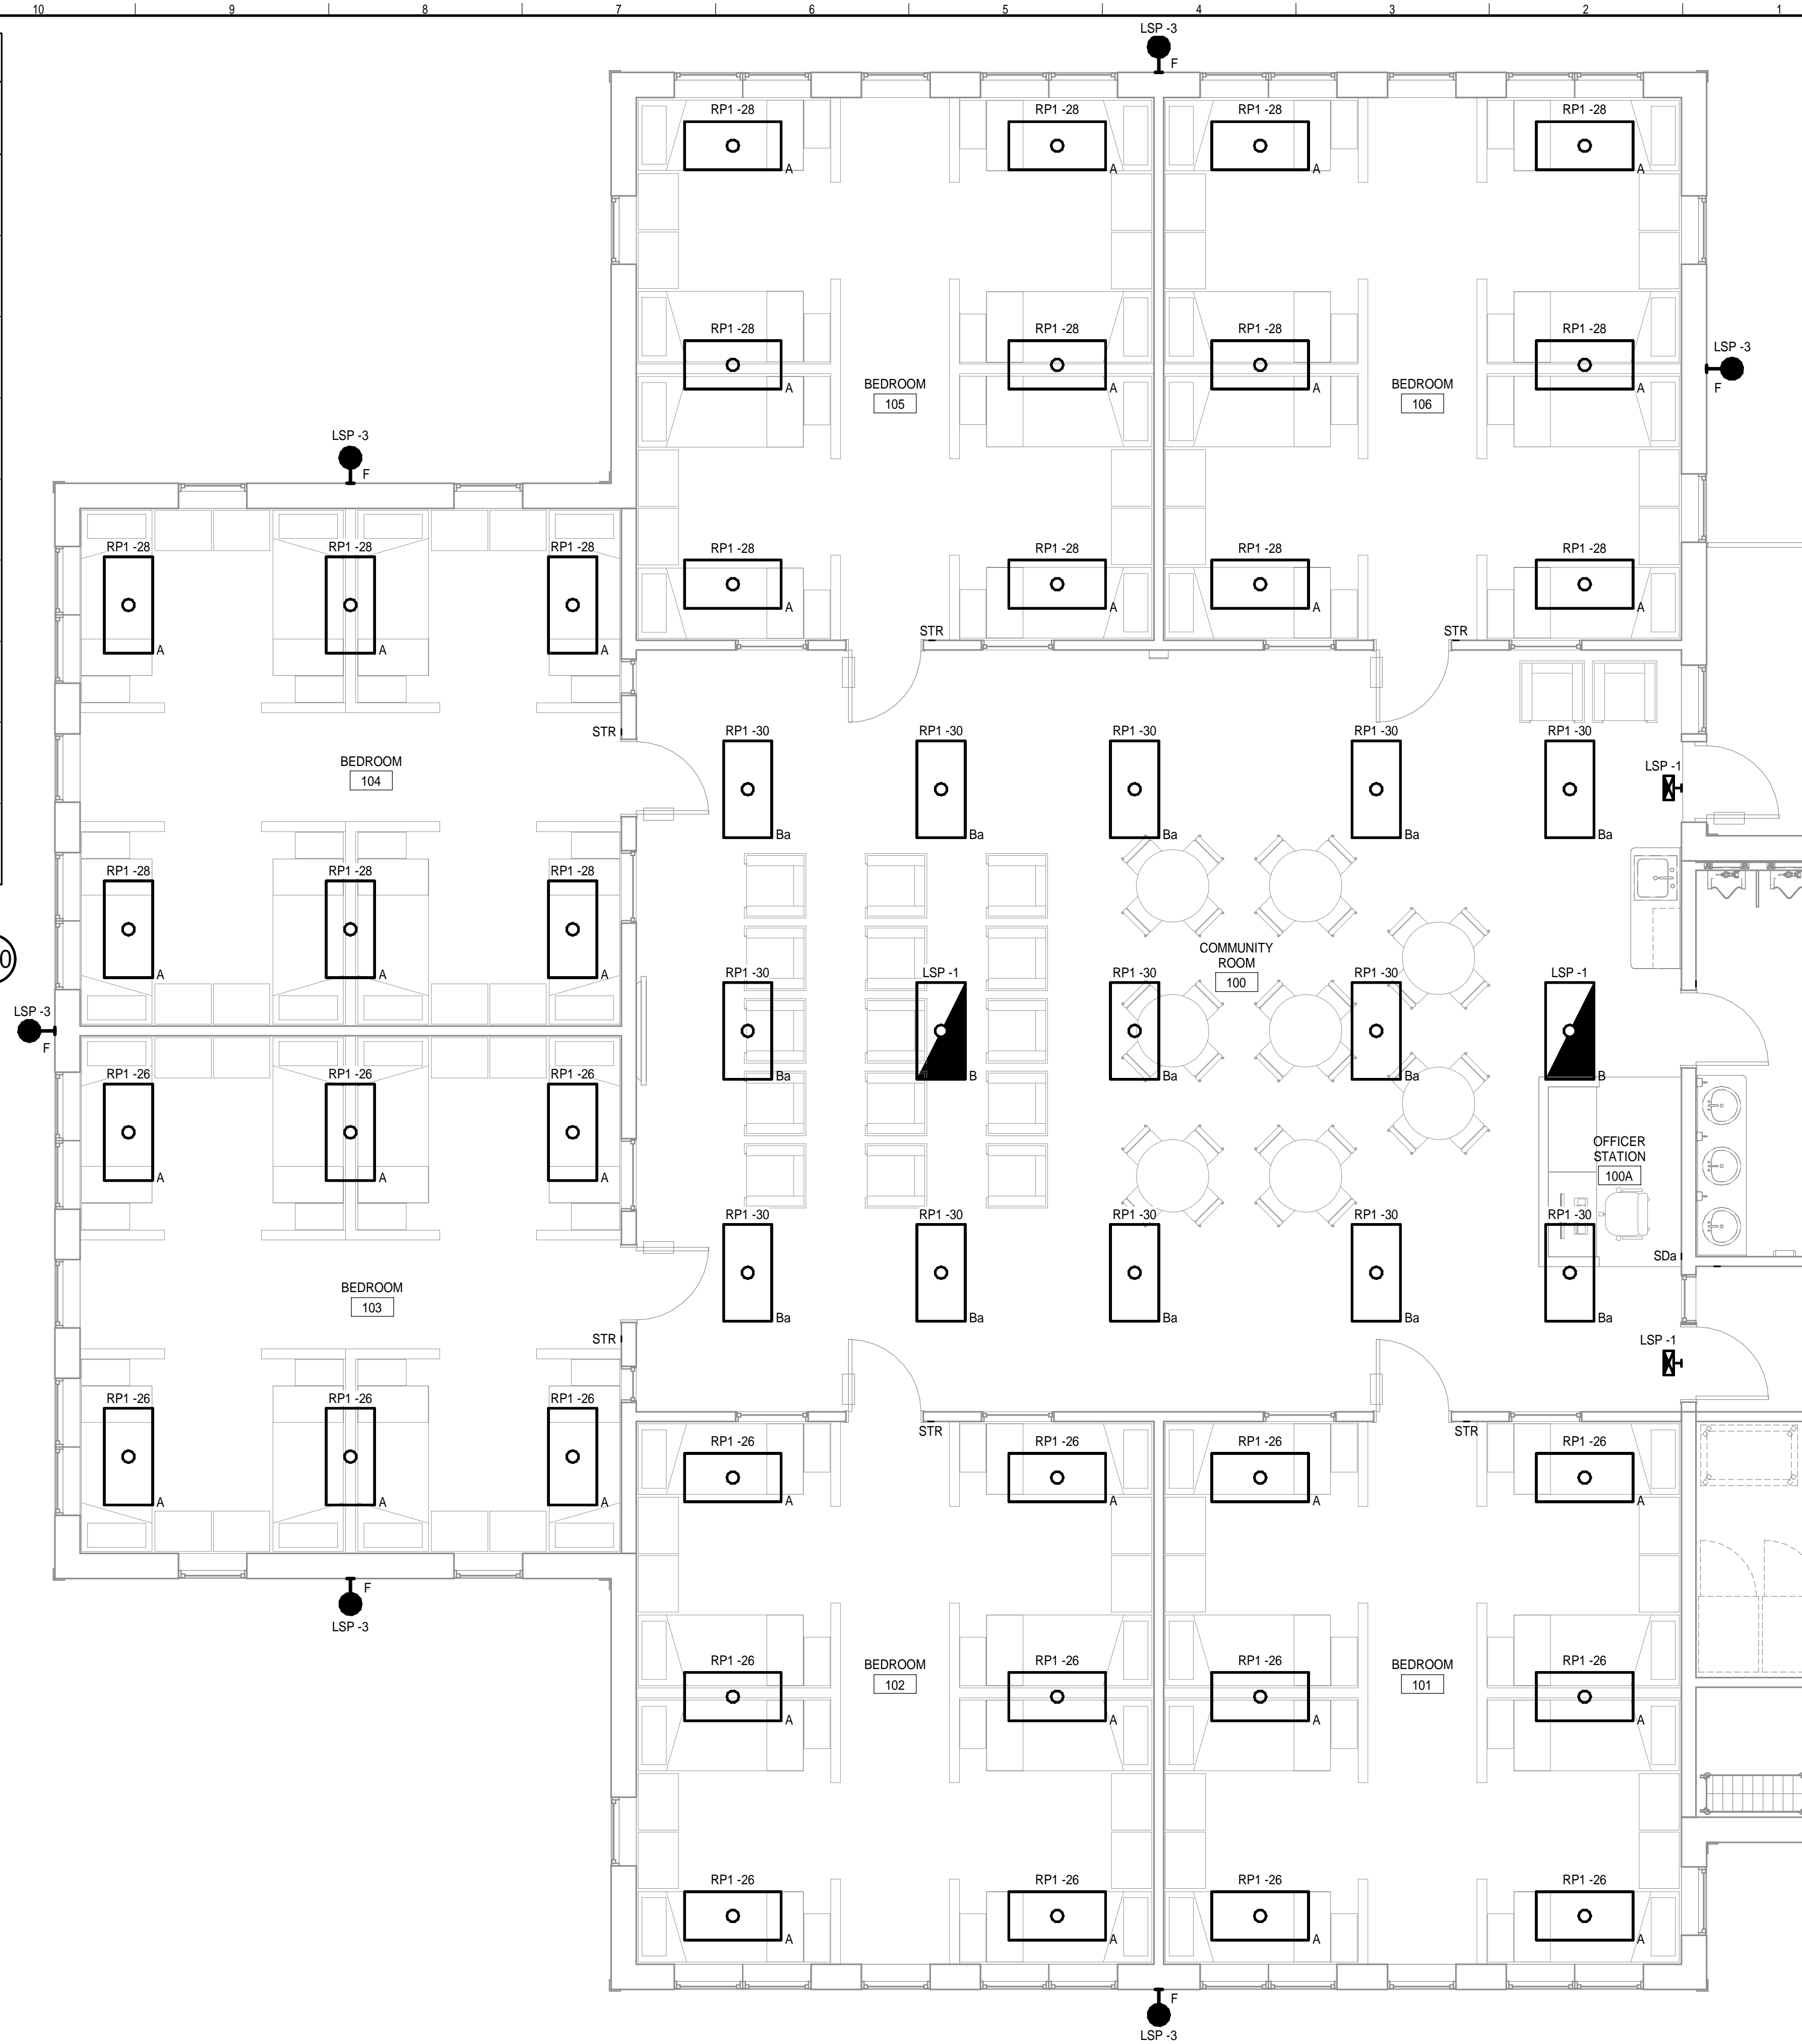 10 9 8 7 6 5 4 3 2 1
LSP -3
F
RP1 -28 RP1 -28 RP1 -28 RP1 -28
A A A A
RP1 -28 RP1 -28 RP1 -28 RP1 -28
A A A A
LSP -3
F
BEDROOM
105
BEDROOM
106
LSP -3
F
RP1 -28 RP1 -28 RP1 -28 RP1 -28
A A A A
RP1 -28 RP1 -28 RP1 -28
A A A
STR STR
STR
BEDROOM
104
RP1 -30 RP1 -30 RP1 -30 RP1 -30 RP1 -30
Ba Ba Ba Ba Ba
LSP -1
RP1 -28 RP1 -28 RP1 -28
A A A
0
COMMUNITY
ROOM
100
RP1 -30 LSP -1 RP1 -30 RP1 -30 LSP -1
Ba B Ba Ba B
LSP -3
F
RP1 -26 RP1 -26 RP1 -26
A A A
OFFICER
STATION
100A
RP1 -30 RP1 -30 RP1 -30 RP1 -30 RP1 -30
Ba Ba Ba Ba Ba
SDa
BEDROOM
103
STR
LSP -1
RP1 -26 RP1 -26 RP1 -26
A A A
STR STR
RP1 -26 RP1 -26 RP1 -26 RP1 -26
A A A A
F
LSP -3
RP1 -26 RP1 -26 RP1 -26 RP1 -26
A A A A
BEDROOM
102
BEDROOM
101
RP1 -26 RP1 -26 RP1 -26 RP1 -26
A A A A
F
LSP -3